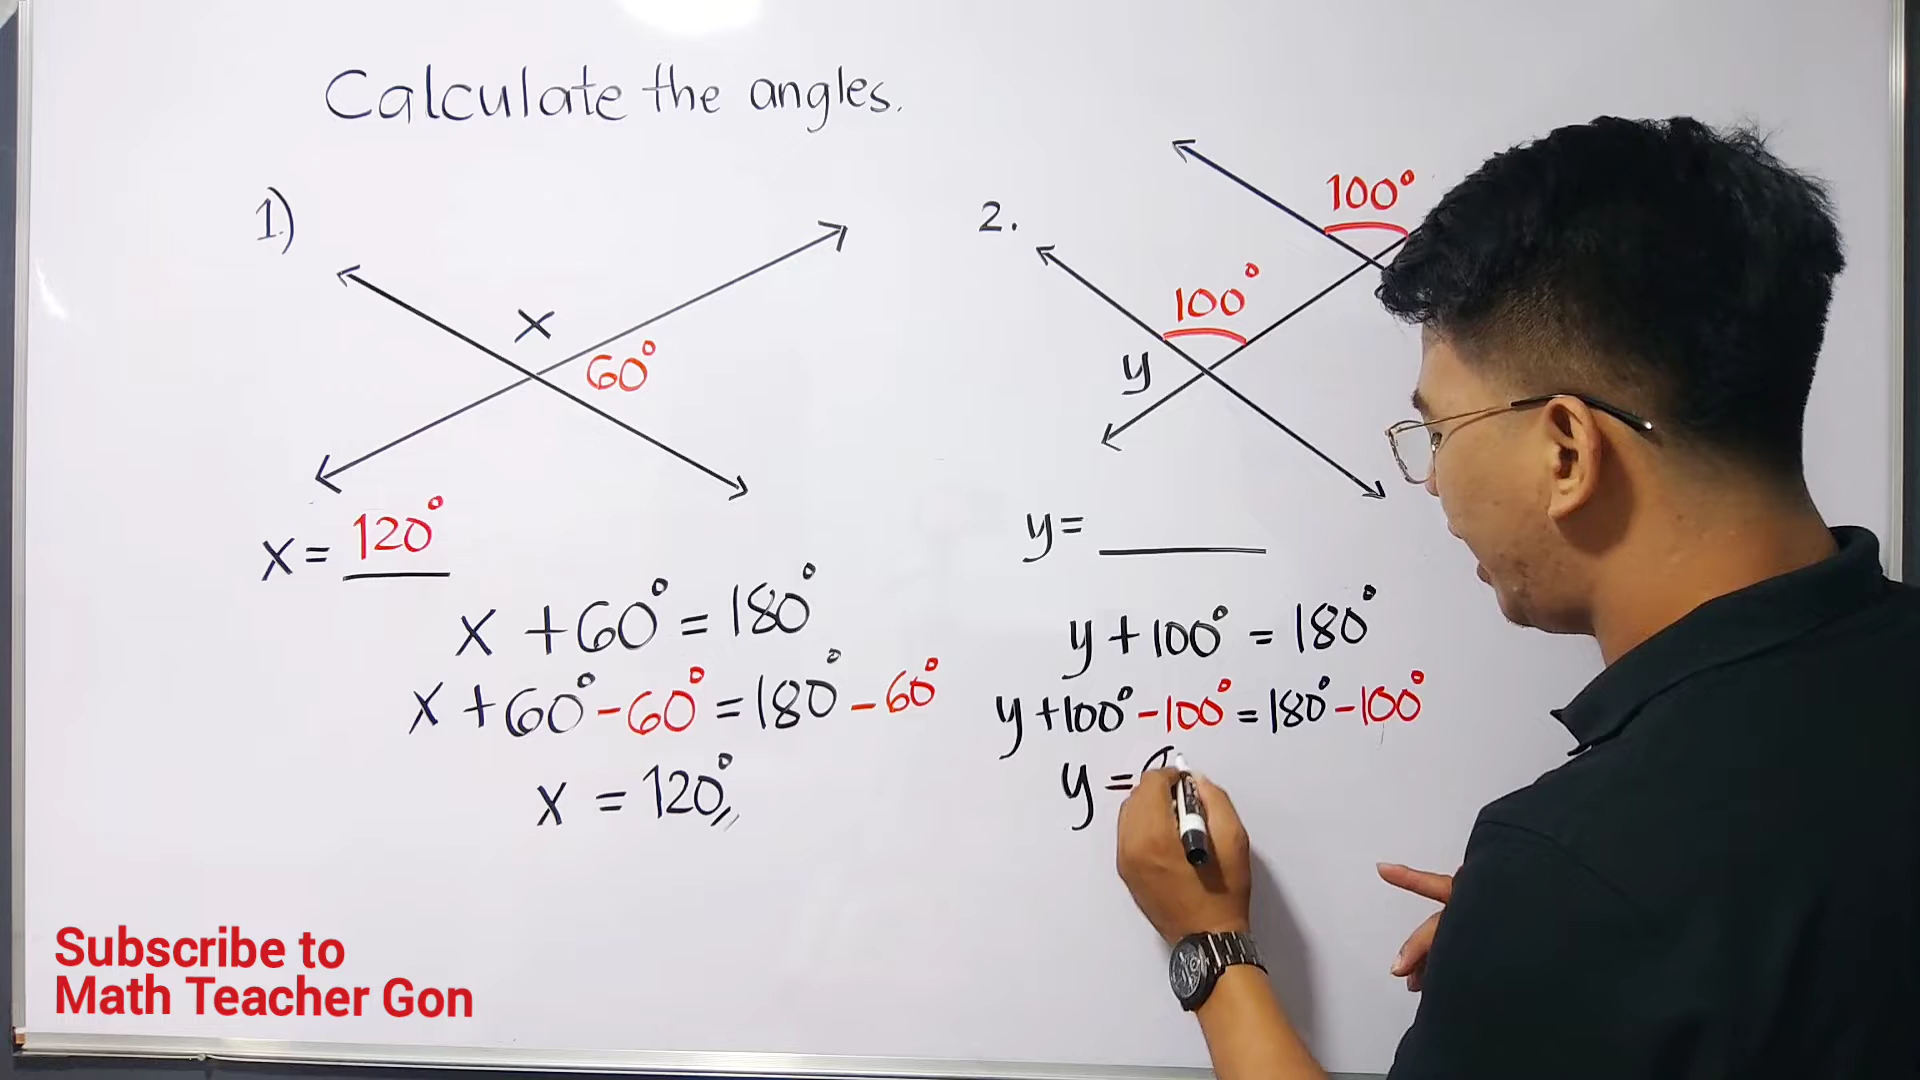 Calculate the angles.
1)
x
60°
x = 120°
x + 60° = 180°
x + 60° - 60° = 180° - 60°
x = 120°
2.
100°
100°
y
y = 
y + 100° = 180°
y + 100° - 100° = 180° - 100°
y =
Subscribe to
Math Teacher Gon